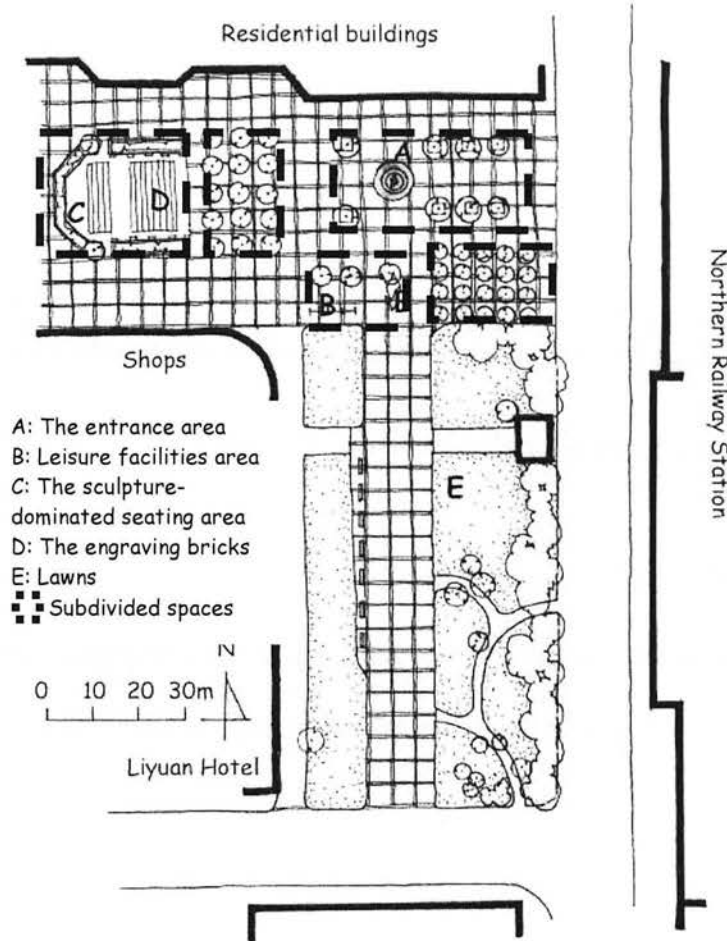 Residential buildings
A
C
D
B
B
Shops
Northern Railway Station
A: The entrance area
B: Leisure facilities area
C: The sculpture-
dominated seating area
D: The engraving bricks
E: Lawns
Subdivided spaces
E
N
0 10 20 30m
Liyuan Hotel